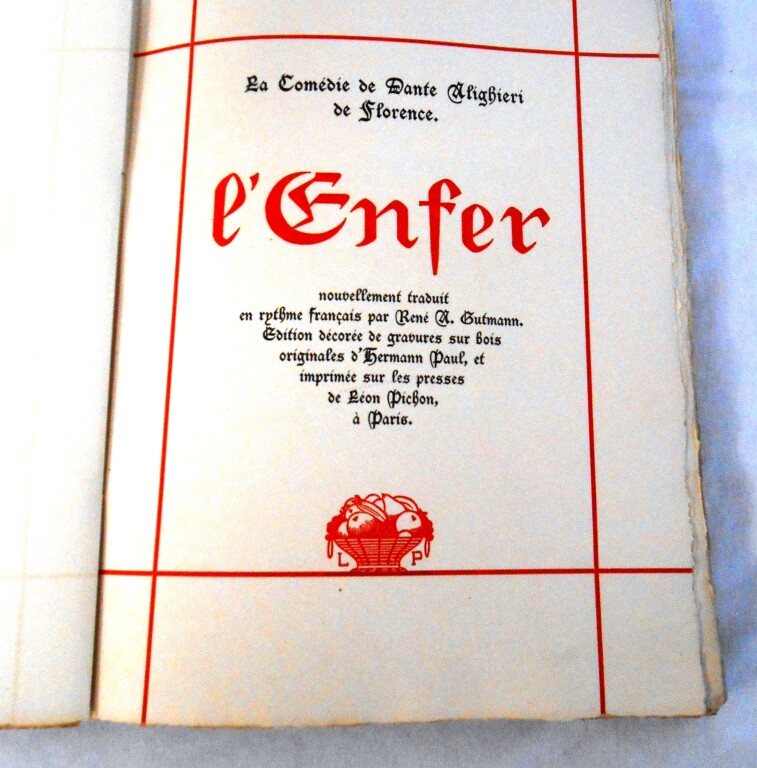 La Comédie de Dante Alighieri
de Florence.
l'Enfer
nouvellement traduit
en rythme français par René A. Gutmann.
Edition décorée de gravures sur bois
originales d'Hermann Paul, et
imprimée sur les presses
de Léon Pichon,
à Paris.
L P